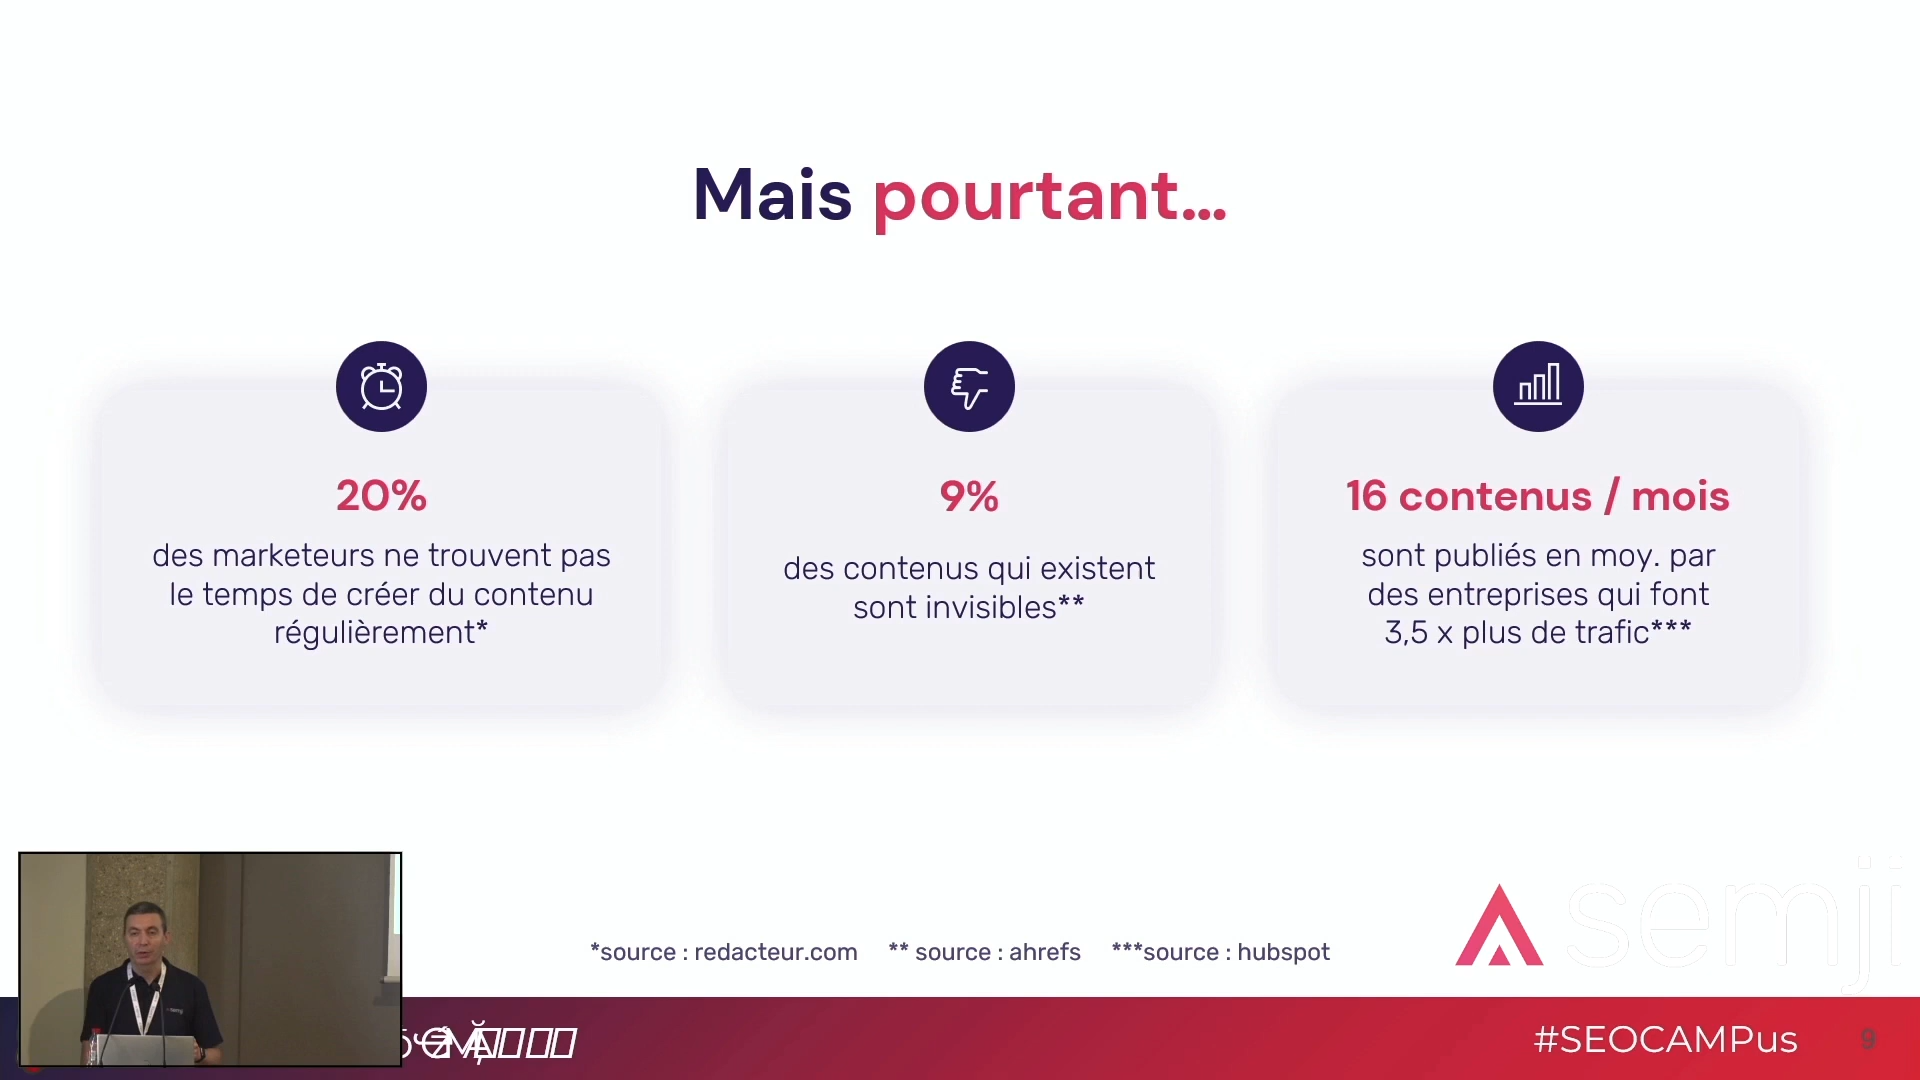 Mais pourtant...
20%
des marketeurs ne trouvent pas
le temps de créer du contenu
régulièrement*
9%
des contenus qui existent
sont invisibles**
16 contenus / mois
sont publiés en moy. par
des entreprises qui font
3,5 x plus de trafic***
semji
*source : redacteur.com ** source : ahrefs ***source : hubspot
#SEOCAMPus 9